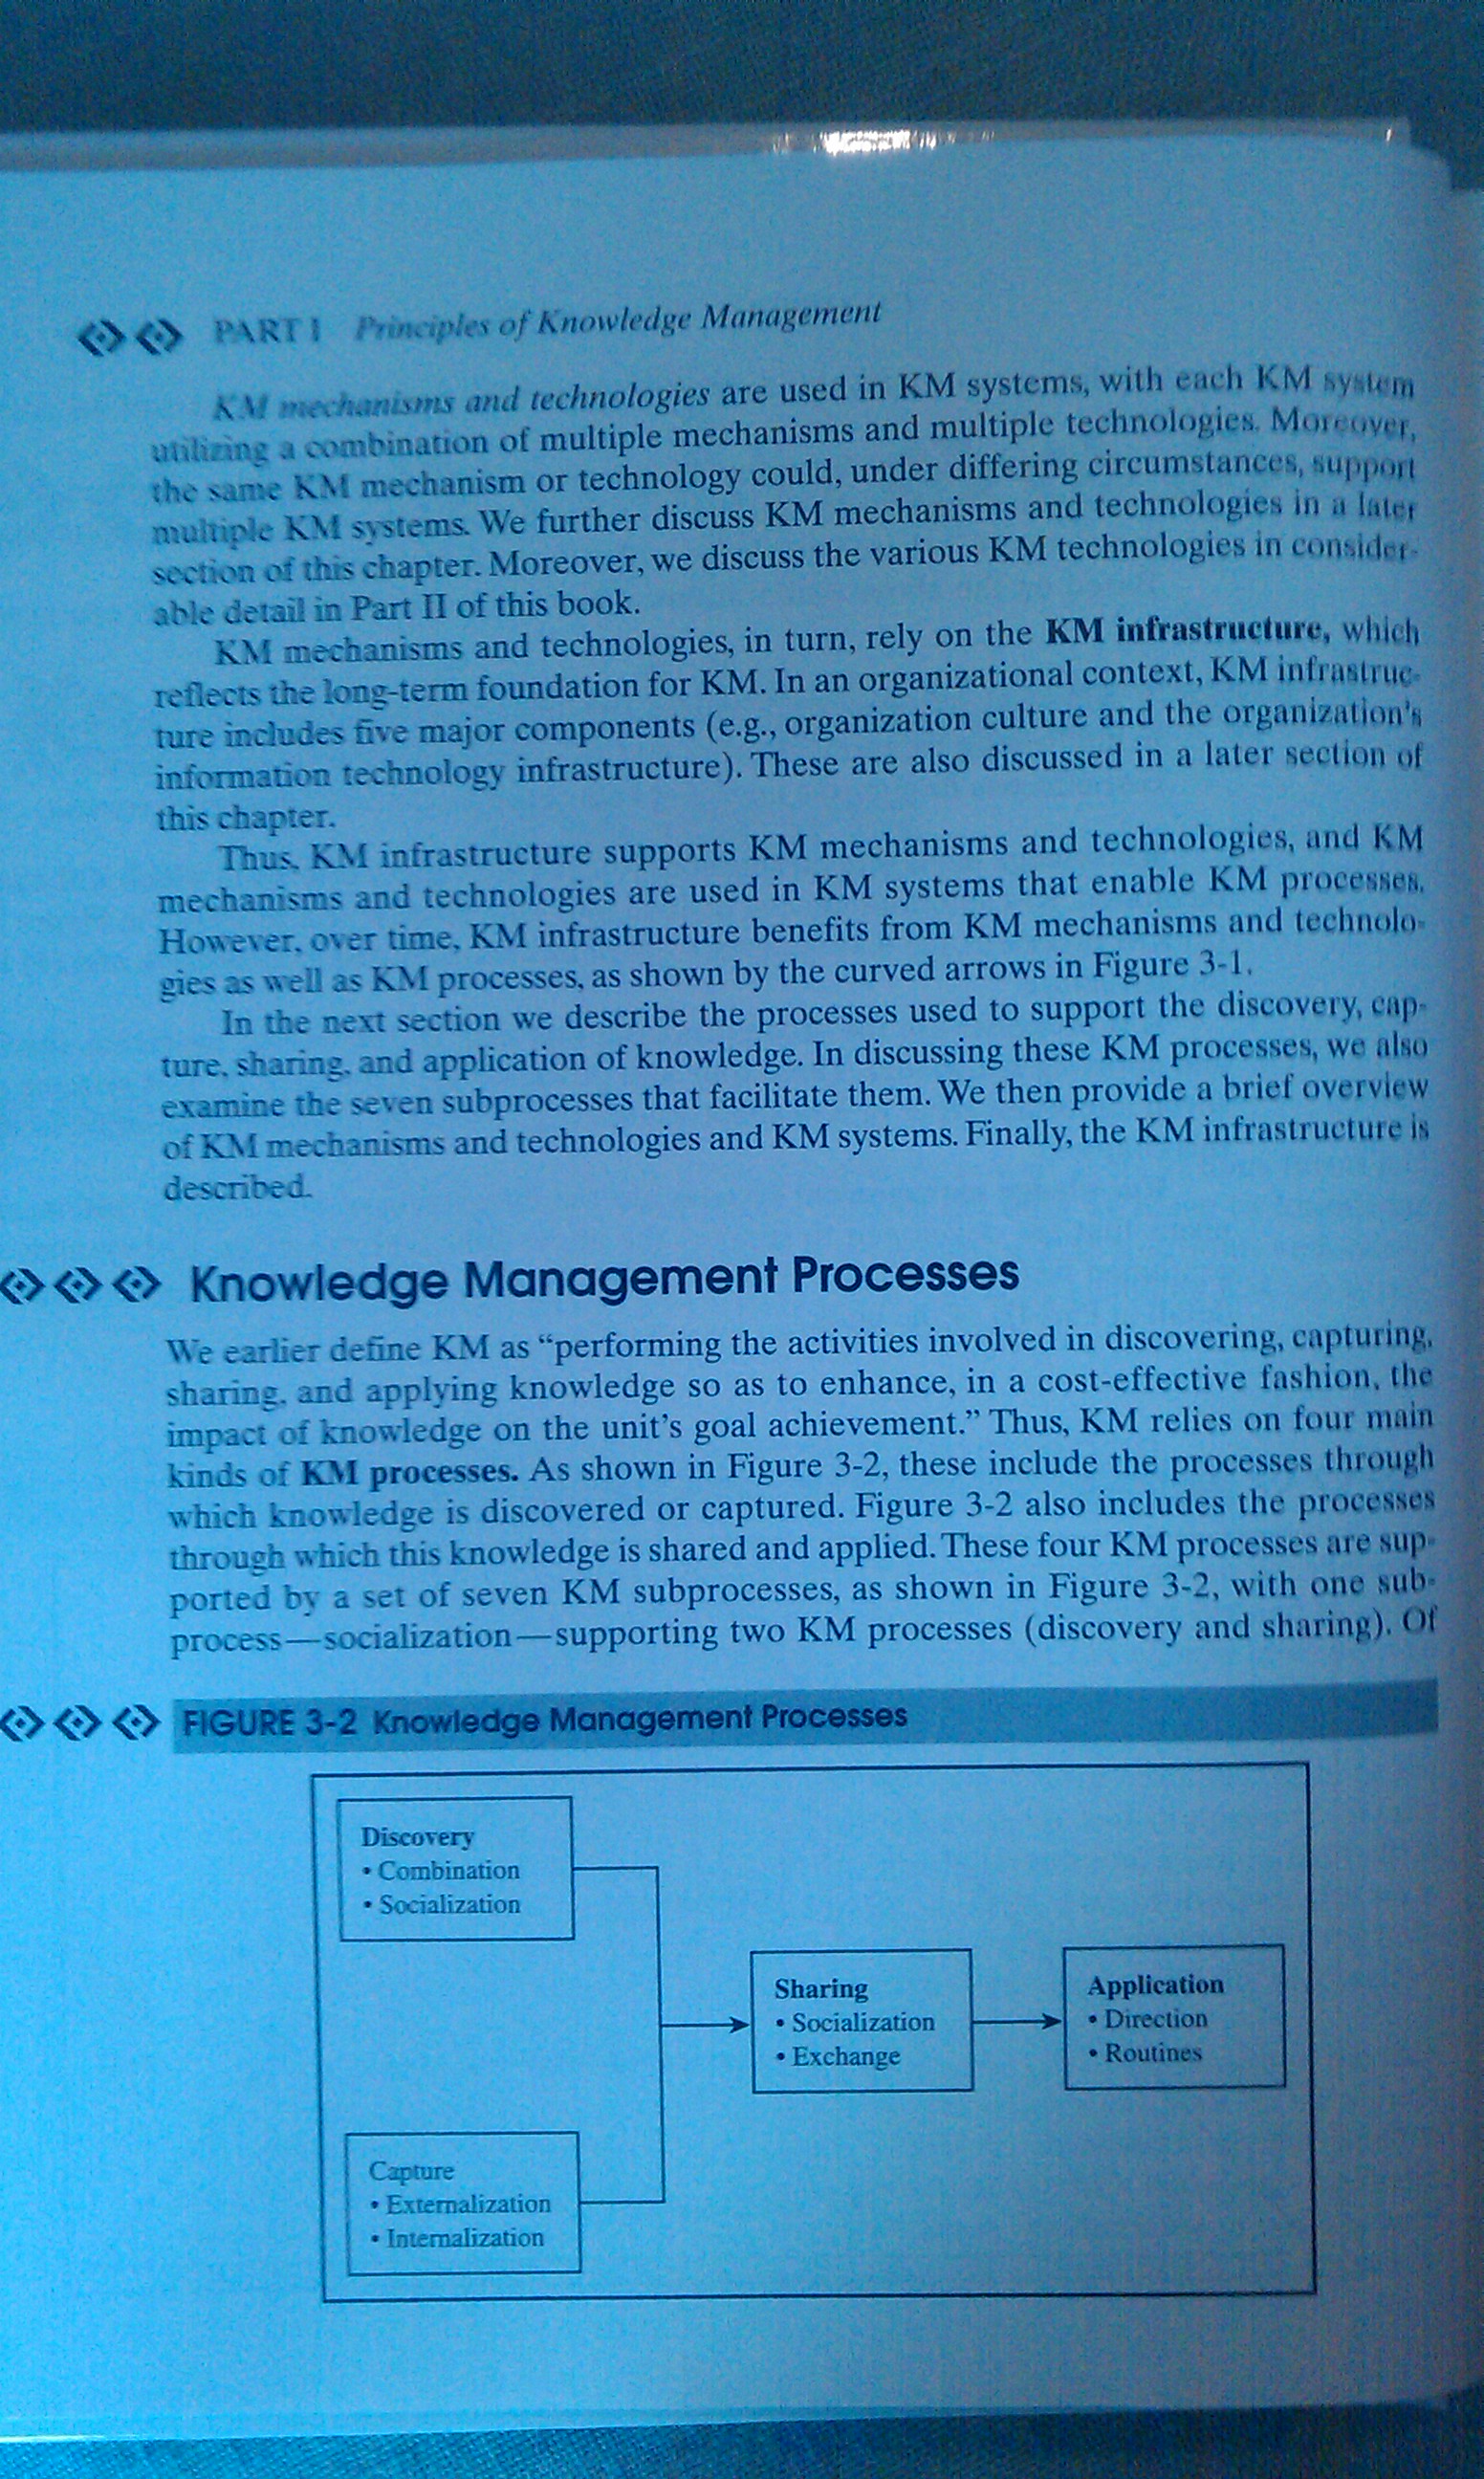 PART I Principles of Knowledge Management
KM mechanisms and technologies are used in KM systems, with each KM system
utilizing a combination of multiple mechanisms and multiple technologies. Moreover,
the same KM mechanism or technology could, under differing circumstances, support
multiple KM systems. We further discuss KM mechanisms and technologies in a later
section of this chapter. Moreover, we discuss the various KM technologies in consider-
able detail in Part II of this book.
KM mechanisms and technologies, in turn, rely on the KM infrastructure, which
reflects the long-term foundation for KM. In an organizational context, KM infrastruc-
ture includes five major components (e.g., organization culture and the organization's
information technology infrastructure). These are also discussed in a later section of
this chapter.
Thus, KM infrastructure supports KM mechanisms and technologies, and KM
mechanisms and technologies are used in KM systems that enable KM processes.
However, over time, KM infrastructure benefits from KM mechanisms and technolo-
gies as well as KM processes, as shown by the curved arrows in Figure 3-1.
In the next section we describe the processes used to support the discovery, cap-
ture, sharing, and application of knowledge. In discussing these KM processes, we also
examine the seven subprocesses that facilitate them. We then provide a brief overview
of KM mechanisms and technologies and KM systems. Finally, the KM infrastructure is
described.
Knowledge Management Processes
We earlier define KM as “performing the activities involved in discovering, capturing,
sharing, and applying knowledge so as to enhance, in a cost-effective fashion, the
impact of knowledge on the unit's goal achievement.” Thus, KM relies on four main
kinds of KM processes. As shown in Figure 3-2, these include the processes through
which knowledge is discovered or captured. Figure 3-2 also includes the processes
through which this knowledge is shared and applied. These four KM processes are sup-
ported by a set of seven KM subprocesses, as shown in Figure 3-2, with one sub-
process—socialization—supporting two KM processes (discovery and sharing). Of
FIGURE 3-2 Knowledge Management Processes
Discovery
• Combination
• Socialization
Sharing
• Socialization
• Exchange
Application
• Direction
• Routines
Capture
• Externalization
• Internalization